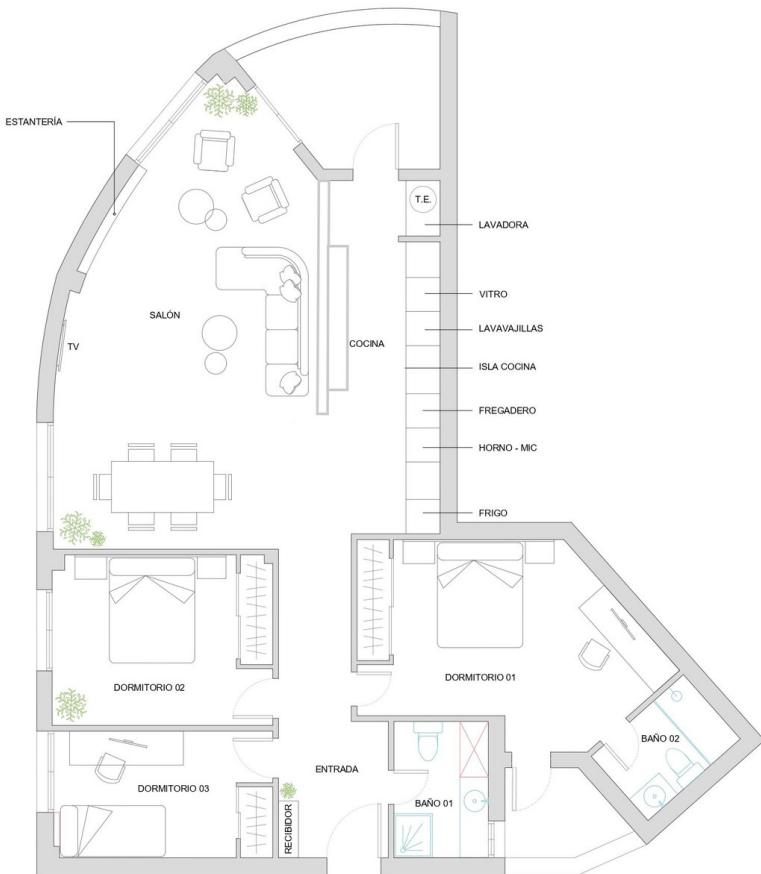 ESTANTERÍA
T.E.
LAVADORA
VITRO
SALÓN
LAVAVAJILLAS
TV
COCINA
ISLA COCINA
FREGADERO
HORNO - MIC
FRIGO
DORMITORIO 02
DORMITORIO 01
BAÑO 02
ENTRADA
DORMITORIO 03
BAÑO 01
RECIBIDOR